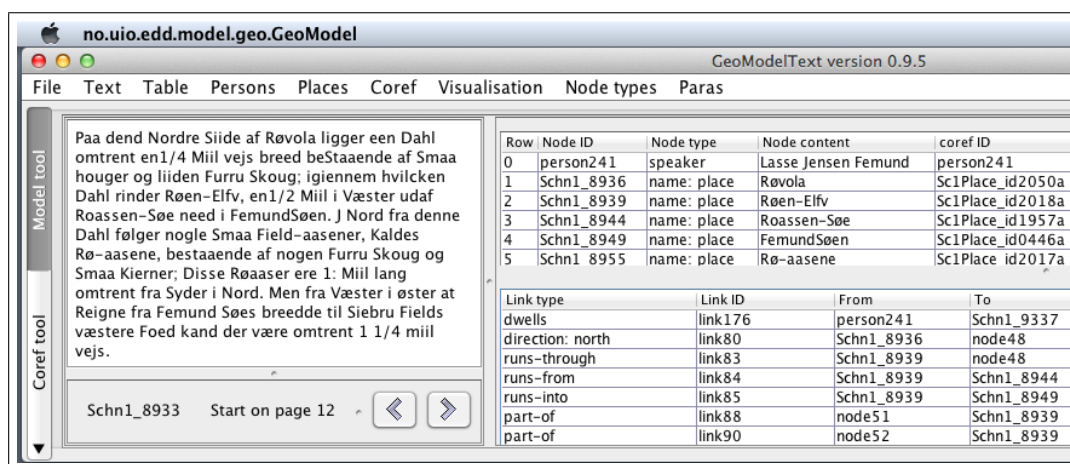 no.uio.edd.model.geo.GeoModel
GeoModelText version 0.9.5
File Text Table Persons Places Coref Visualisation Node types Paras
Model tool
Coref tool
Paa dend Nordre Siide af Røvola ligger een Dahl
omtrent en1/4 Miil vejs breed beStaaende af Smaa
houger og liiden Furru Skoug; igiennem hvilcken
Dahl rinder Røen-Elfv, en1/2 Miil i Væster udaf
Roassen-Søe need i FemundSøen. J Nord fra denne
Dahl følger nogle Smaa Field-aasener, Kaldes
Rø-aasene, bestaaende af nogen Furru Skoug og
Smaa Kierner; Disse Røaaser ere 1: Miil lang
omtrent fra Syder i Nord. Men fra Væster i øster at
Reigne fra Femund Søes breedde til Siebru Fields
væstere Foed kand der være omtrent 1 1/4 miil
vejs.
Schn1_8933 Start on page 12
Row Node ID Node type Node content coref ID
0 person241 speaker Lasse Jensen Femund person241
1 Schn1_8936 name: place Røvola Sc1Place_id2050a
2 Schn1_8939 name: place Røen-Elfv Sc1Place_id2018a
3 Schn1_8944 name: place Roassen-Søe Sc1Place_id1957a
4 Schn1_8949 name: place FemundSøen Sc1Place_id0446a
5 Schn1_8955 name: place Rø-aasene Sc1Place_id2017a
Link type Link ID From To
dwells link176 person241 Schn1_9337
direction: north link80 Schn1_8936 node48
runs-through link83 Schn1_8939 node48
runs-from link84 Schn1_8939 Schn1_8944
runs-into link85 Schn1_8939 Schn1_8949
part-of link88 node51 Schn1_8939
part-of link90 node52 Schn1_8939